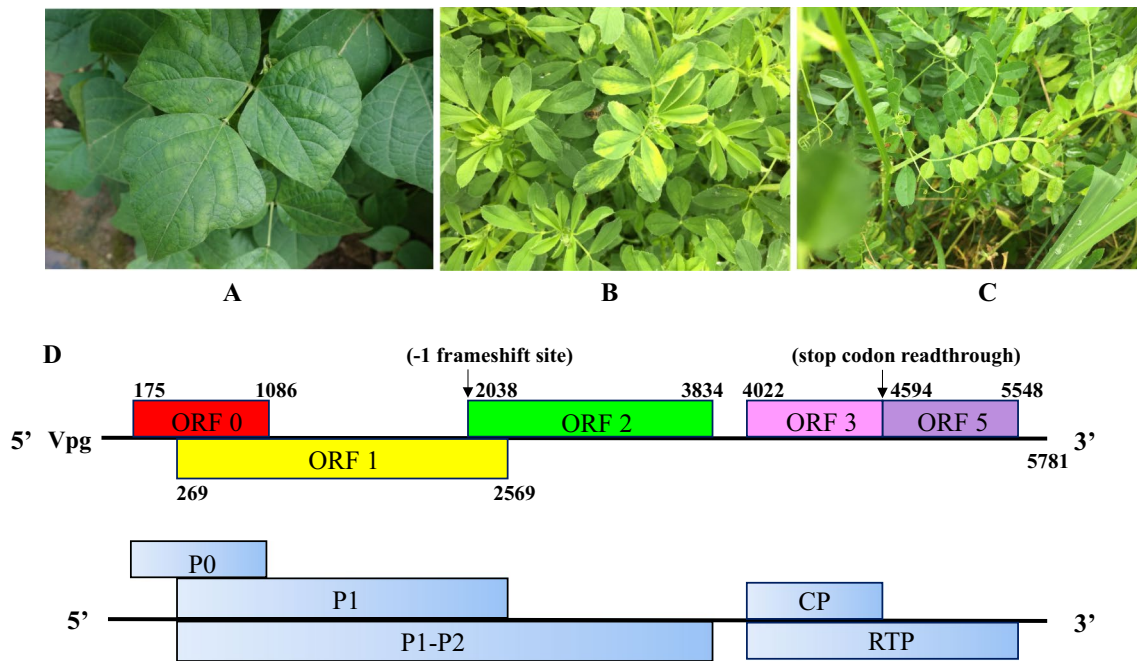 A
B
C
D
(-1 frameshift site)
(stop codon readthrough)
175
1086
2038
3834
4022
4594
5548
ORF 0
ORF 2
ORF 3
ORF 5
5’
Vpg
3’
ORF 1
5781
269
2569
P0
P1
CP
5’
3’
P1-P2
RTP